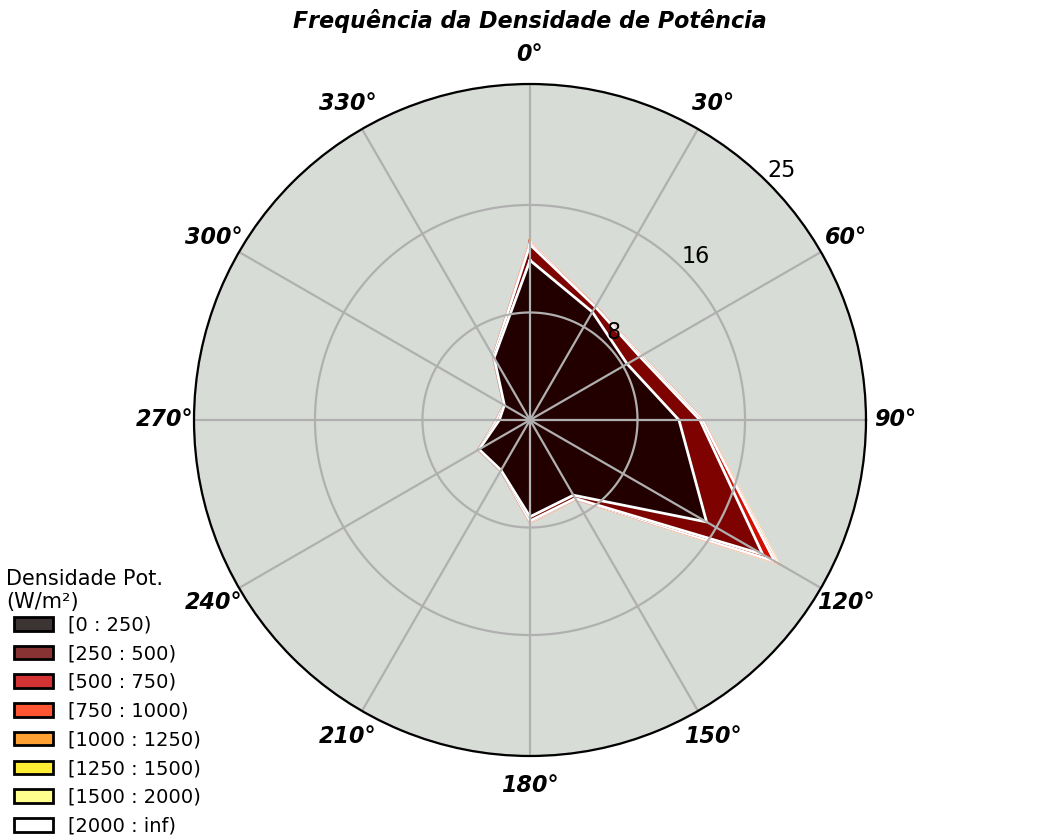 Frequência da Densidade de Potência
0°
330°
30°
25
300°
60°
16
8
270°
90°
240°
120°
210°
150°
180°
Densidade Pot.
(W/m²)
[0 : 250)
[250 : 500)
[500 : 750)
[750 : 1000)
[1000 : 1250)
[1250 : 1500)
[1500 : 2000)
[2000 : inf)